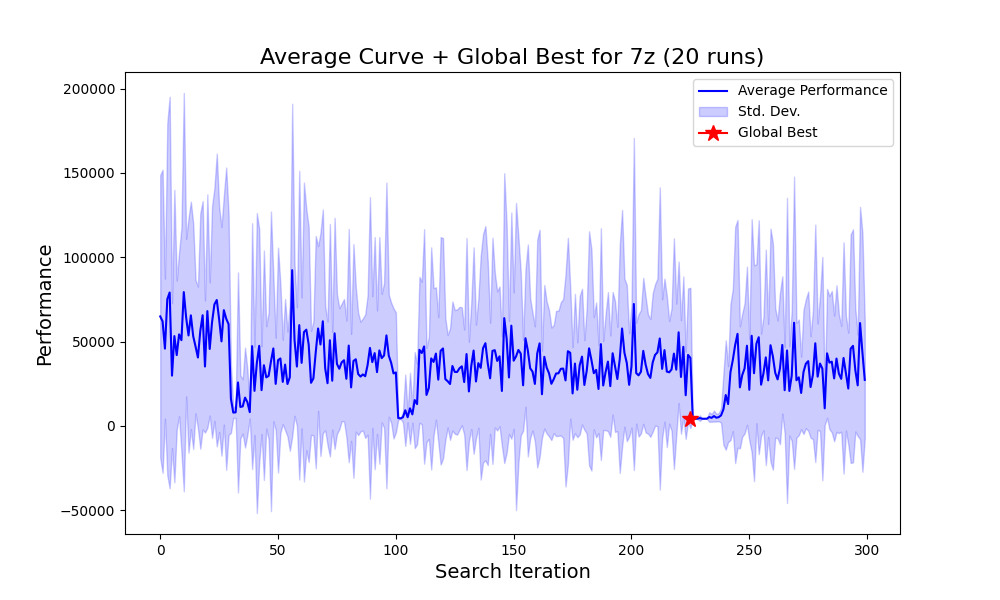 Average Curve + Global Best for 7z (20 runs)
200000
150000
100000
50000
0
−50000
Performance
Average Performance
Std. Dev.
Global Best
0 50 100 150 200 250 300
Search Iteration